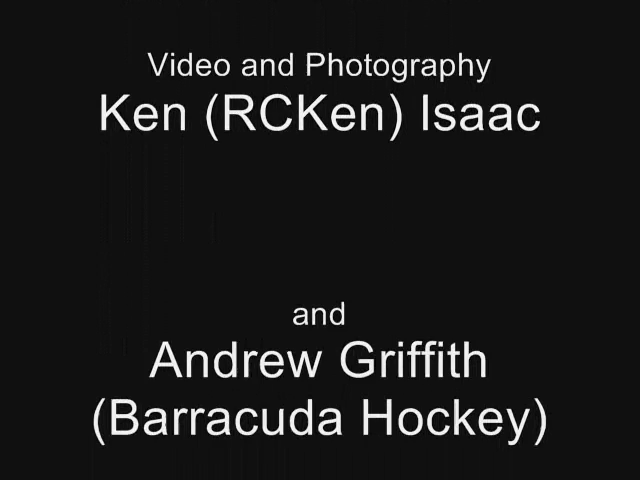 Video and Photography
Ken (RCKen) Isaac
and
Andrew Griffith
(Barracuda Hockey)